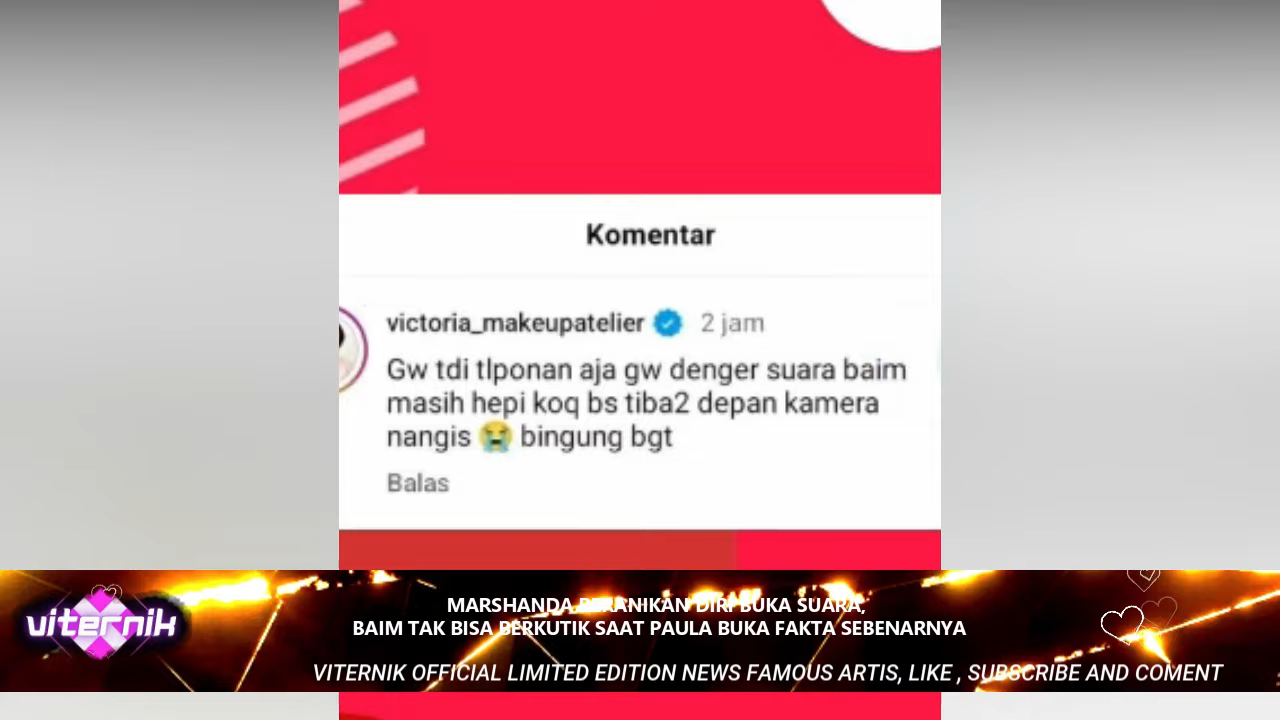 Komentar
victoria_makeupatelier 2 jam
Gw tdi tlponan aja gw denger suara baim
masih hepi koq bs tiba2 depan kamera
nangis 😭 bingung bgt
Balas
viternik
MARSHANDA BERANIKAN DIRI BUKA SUARA,
BAIM TAK BISA BERKUTIK SAAT PAULA BUKA FAKTA SEBENARNYA
VITERNIK OFFICIAL LIMITED EDITION NEWS FAMOUS ARTIS, LIKE , SUBSCRIBE AND COMENT